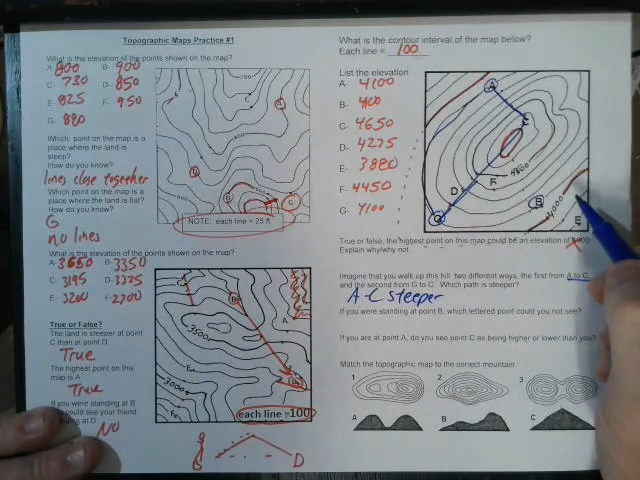 Topographic Maps Practice #1
What is the elevation of the points shown on the map?
A- 800 B- 900
C- 730 D- 850
E- 825 F- 950
G- 880
Which point on the map is a
place where the land is
steep?
How do you know?
lines close together
Which point on the map is a
place where the land is flat?
How do you know?
G
no lines
NOTE: each line = 25 ft
What is the elevation of the points shown on the map?
A- 3650 B- 3350
C- 3195 D- 3375
E- 3200 F- 2700
True or False?
The land is steeper at point
C than at point D.
True
The highest point on this
map is A
True
If you were standing at B
could see your friend
at D
NO
3500
3000
each line =100
B D
What is the contour interval of the map below?
Each line = 100
List the elevation
A- 4100
B- 4100
C- 4650
D- 4275
E- 3880
F- 4450
G- 4100
A
C
D
F
4500
G
B
4000
E
True or false, the highest point on this map could be an elevation of
Explain why/why not.
Imagine that you walk up this hill two different ways, the first from A to C,
and the second from G to C. Which path is steeper?
A-C steeper
If you were standing at point B, which lettered point could you not see?
If you are at point A, do you see point C as being higher or lower than you?
Match the topographic map to the correct mountain.
1 2 3
A B C